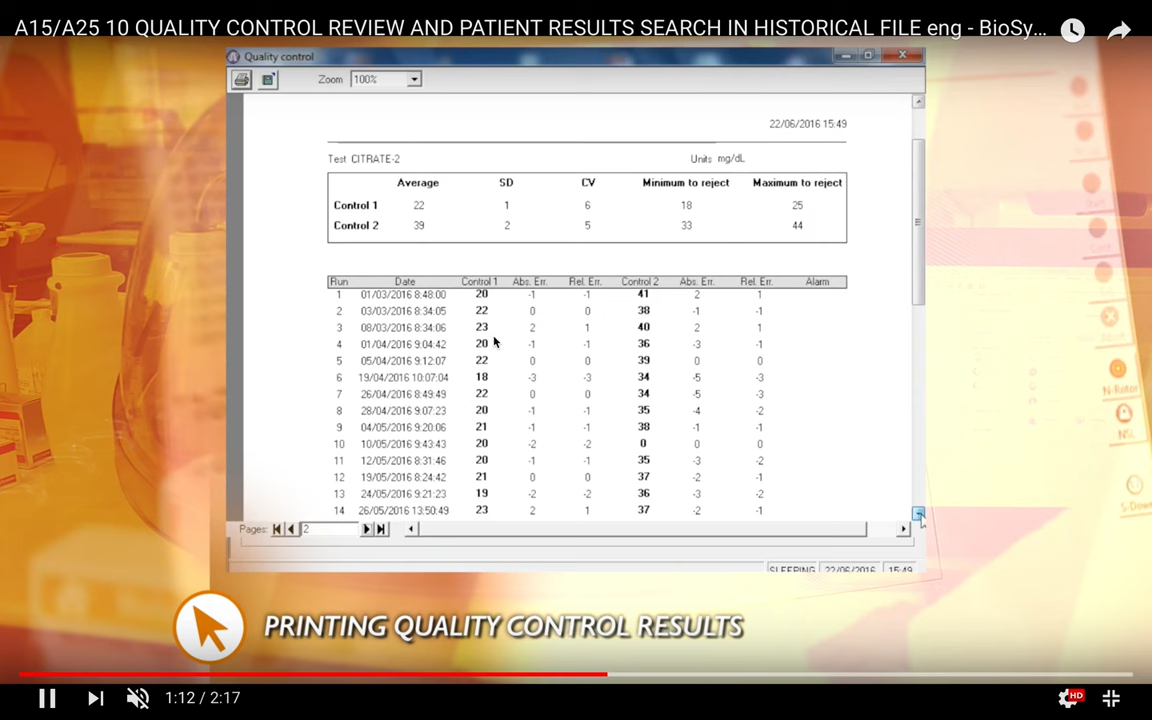 A15/A25 10 QUALITY CONTROL REVIEW AND PATIENT RESULTS SEARCH IN HISTORICAL FILE eng - BioSy...
Quality control
Zoom 100%
22/06/2016 15:49
Test CITRATE-2 Units mg/dL
Average SD CV Minimum to reject Maximum to reject
Control 1 22 1 6 18 25
Control 2 39 2 5 33 44
Run Date Control 1 Abs. Err. Rel. Err. Control 2 Abs. Err. Rel. Err. Alarm
1 01/03/2016 8:48:00 20 -1 -1 41 2 1
2 03/03/2016 8:34:05 22 0 0 38 -1 -1
3 08/03/2016 8:34:06 23 2 1 40 2 1
4 01/04/2016 9:04:42 20 -1 -1 36 -3 -1
5 05/04/2016 9:12:07 22 0 0 39 0 0
6 19/04/2016 10:07:04 18 -3 -3 34 -5 -3
7 26/04/2016 8:49:49 22 0 0 34 -5 -3
8 28/04/2016 9:07:23 20 -1 -1 35 -4 -2
9 04/05/2016 9:20:06 21 -1 -1 38 -1 -1
10 10/05/2016 9:43:43 20 -2 -2 0 0 0
11 12/05/2016 8:31:46 20 -1 -1 35 -3 -2
12 19/05/2016 8:24:42 21 0 0 37 -2 -1
13 24/05/2016 9:21:23 19 -2 -2 36 -3 -2
14 26/05/2016 13:50:49 23 2 1 37 -2 -1
Pages: 2
SLEEPING 22/06/2016 15:49
N-Rotor
NSL
S-Down
PRINTING QUALITY CONTROL RESULTS
1:12 / 2:17
HD